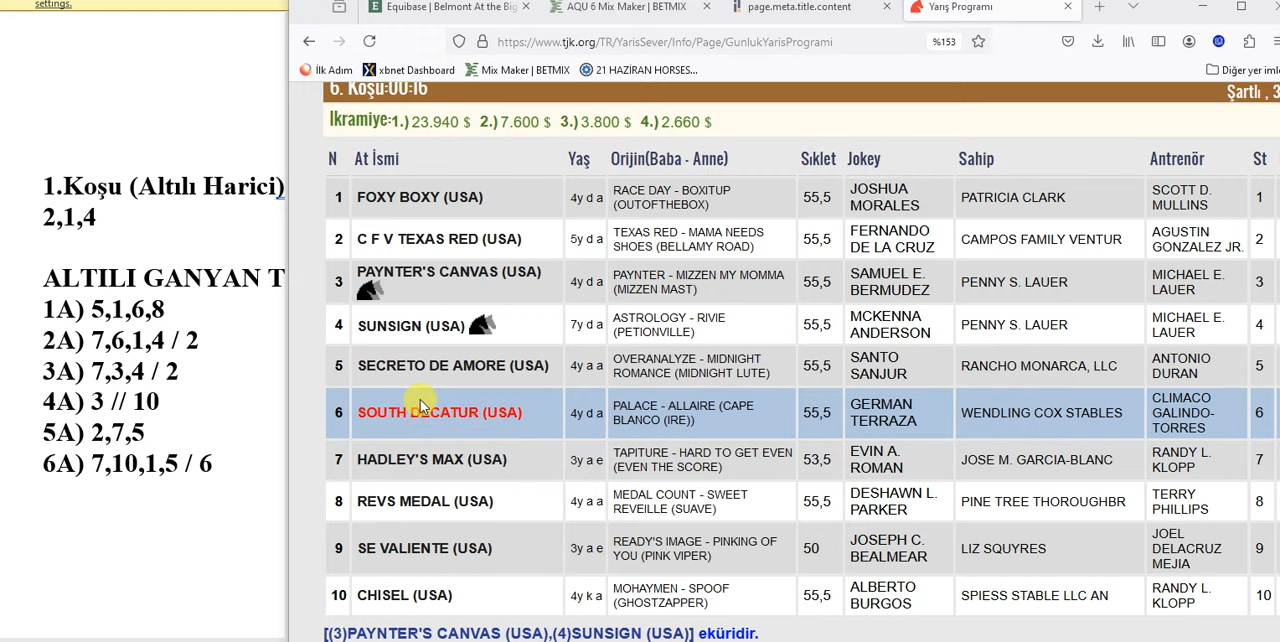 settings.
1.Koşu (Altılı Harici)
2,1,4
ALTILI GANYAN T
1A) 5,1,6,8
2A) 7,6,1,4 / 2
3A) 7,3,4 / 2
4A) 3 // 10
5A) 2,7,5
6A) 7,10,1,5 / 6
Equibase | Belmont At the Big
AQU 6 Mix Maker | BETMIX
page.meta.title.content
Yarış Programı
https://www.tjk.org/TR/YarisSever/Info/Page/GunlukYarisProgrami
%153
İlk Adım
xbnet Dashboard
Mix Maker | BETMIX
21 HAZİRAN HORSES...
Diğer yer imle
6. Koşu:00:16
Şartlı , 3
Ikramiye:1.) 23.940 $ 2.) 7.600 $ 3.) 3.800 $ 4.) 2.660 $
N At İsmi Yaş Orijin(Baba - Anne) Sıklet Jokey Sahip Antrenör St
1 FOXY BOXY (USA) 4y d a RACE DAY - BOXITUP (OUTOFTHEBOX) 55,5 JOSHUA MORALES PATRICIA CLARK SCOTT D. MULLINS 1
2 C F V TEXAS RED (USA) 5y d a TEXAS RED - MAMA NEEDS SHOES (BELLAMY ROAD) 55,5 FERNANDO DE LA CRUZ CAMPOS FAMILY VENTUR AGUSTIN GONZALEZ JR. 2
3 PAYNTER'S CANVAS (USA) 4y d a PAYNTER - MIZZEN MY MOMMA (MIZZEN MAST) 55,5 SAMUEL E. BERMUDEZ PENNY S. LAUER MICHAEL E. LAUER 3
4 SUNSIGN (USA) 7y d a ASTROLOGY - RIVIE (PETIONVILLE) 55,5 MCKENNA ANDERSON PENNY S. LAUER MICHAEL E. LAUER 4
5 SECRETO DE AMORE (USA) 4y a a OVERANALYZE - MIDNIGHT ROMANCE (MIDNIGHT LUTE) 55,5 SANTO SANJUR RANCHO MONARCA, LLC ANTONIO DURAN 5
6 SOUTH DECATUR (USA) 4y d a PALACE - ALLAIRE (CAPE BLANCO (IRE)) 55,5 GERMAN TERRAZA WENDLING COX STABLES CLIMACO GALINDO-TORRES 6
7 HADLEY'S MAX (USA) 3y a e TAPITURE - HARD TO GET EVEN (EVEN THE SCORE) 53,5 EVIN A. ROMAN JOSE M. GARCIA-BLANC RANDY L. KLOPP 7
8 REVS MEDAL (USA) 4y a a MEDAL COUNT - SWEET REVEILLE (SUAVE) 55,5 DESHAWN L. PARKER PINE TREE THOROUGHBR TERRY PHILLIPS 8
9 SE VALIENTE (USA) 3y a e READY'S IMAGE - PINKING OF YOU (PINK VIPER) 50 JOSEPH C. BEALMEAR LIZ SQUYRES JOEL DELACRUZ MEJIA 9
10 CHISEL (USA) 4y k a MOHAYMEN - SPOOF (GHOSTZAPPER) 55,5 ALBERTO BURGOS SPIESS STABLE LLC AN RANDY L. KLOPP 10
[(3)PAYNTER'S CANVAS (USA),(4)SUNSIGN (USA)] eküridir.